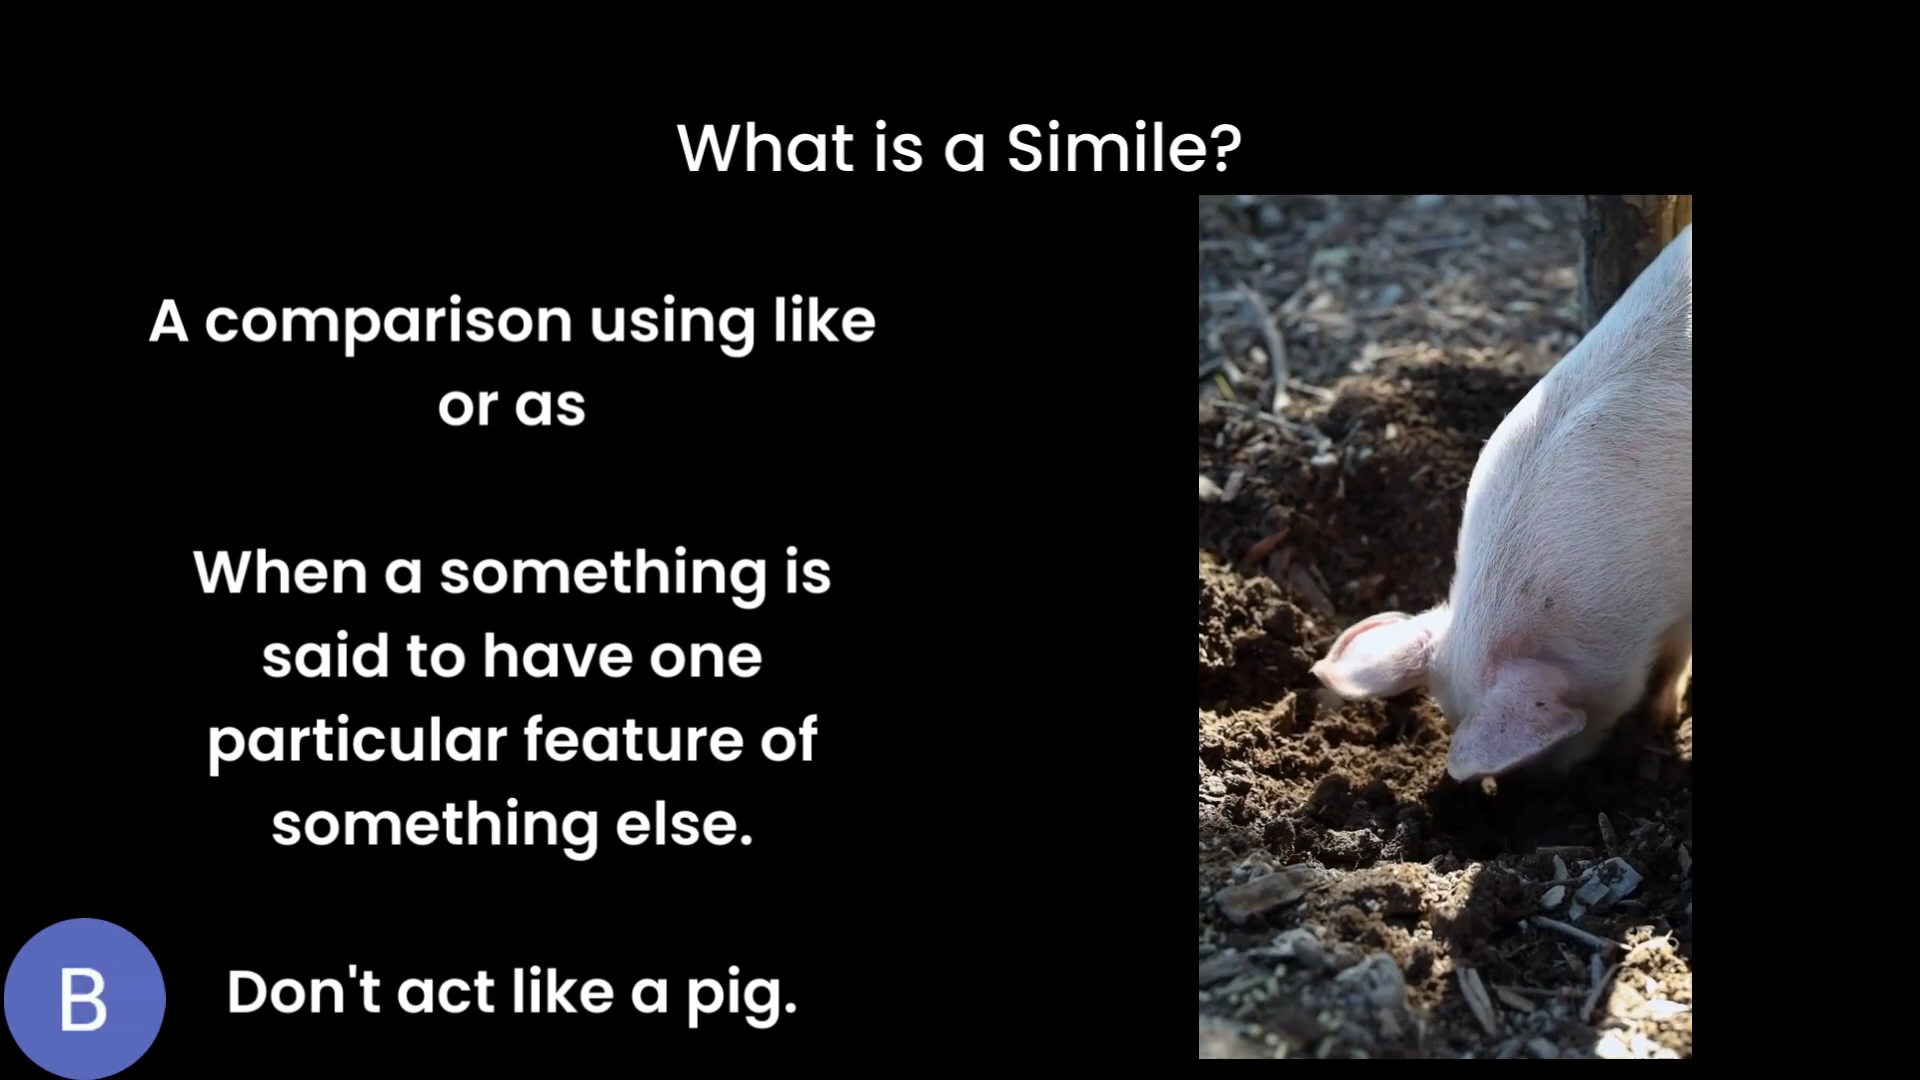 What is a Simile?
A comparison using like
or as
When a something is
said to have one
particular feature of
something else.
Don't act like a pig.
B